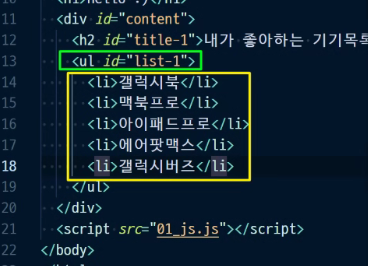 <h1>hello :)</h1>
11 <div id="content">
12 <h2 id="title-1">내가 좋아하는 기기목록
13 <ul id="list-1">
14 <li>갤럭시북</li>
15 <li>맥북프로</li>
16 <li>아이패드프로</li>
17 <li>에어팟맥스</li>
18 <li>갤럭시버즈</li>
19 </ul>
20 </div>
21 <script src="01_js.js"></script>
22 </body>